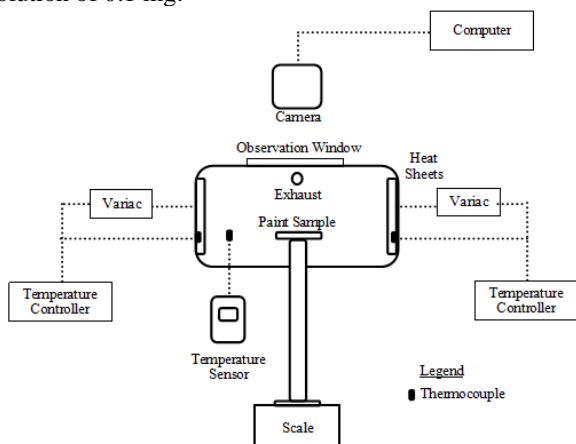 olution of 0.1 mg.
Computer
Camera
Observation Window
Heat
Sheets
Exhaust
Variac
Variac
Paint Sample
Temperature
Controller
Temperature
Controller
Temperature
Sensor
Legend
Thermocouple
Scale